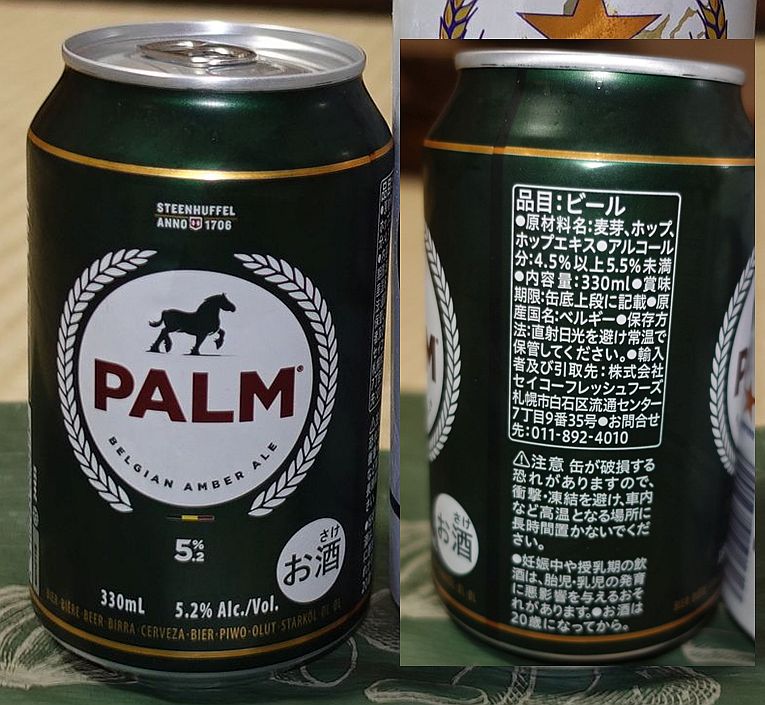 STEENHUFFEL
ANNO 1706
PALM
BELGIAN AMBER ALE
5%.2
さけ
お酒
330mL 5.2% Alc./Vol.
BIER·BIÈRE·BEER·BIRRA·CERVEZA·BIER·PIWO·OLUT·STARKÖL·ØL·ÖL
品目:ビール
●原材料名:麦芽、ホップ、
ホップエキス●アルコール
分:4.5%以上5.5%未満
●内容量:330ml●賞味
期限:缶底上段に記載●原
産国名:ベルギー●保存方
法:直射日光を避け常温で
保管してください。●輸入
者及び引取先:株式会社
セイコーフレッシュフーズ
札幌市白石区流通センター
7丁目9番35号●お問合せ
先:011-892-4010
⚠注意 缶が破損する
恐れがありますので、
衝撃・凍結を避け、車内
など高温となる場所に
長時間置かないでくだ
さい。
●妊娠中や授乳期の飲
酒は、胎児・乳児の発育
に悪影響を与えるおそ
れがあります。●お酒は
20歳になってから。
さけ
お酒